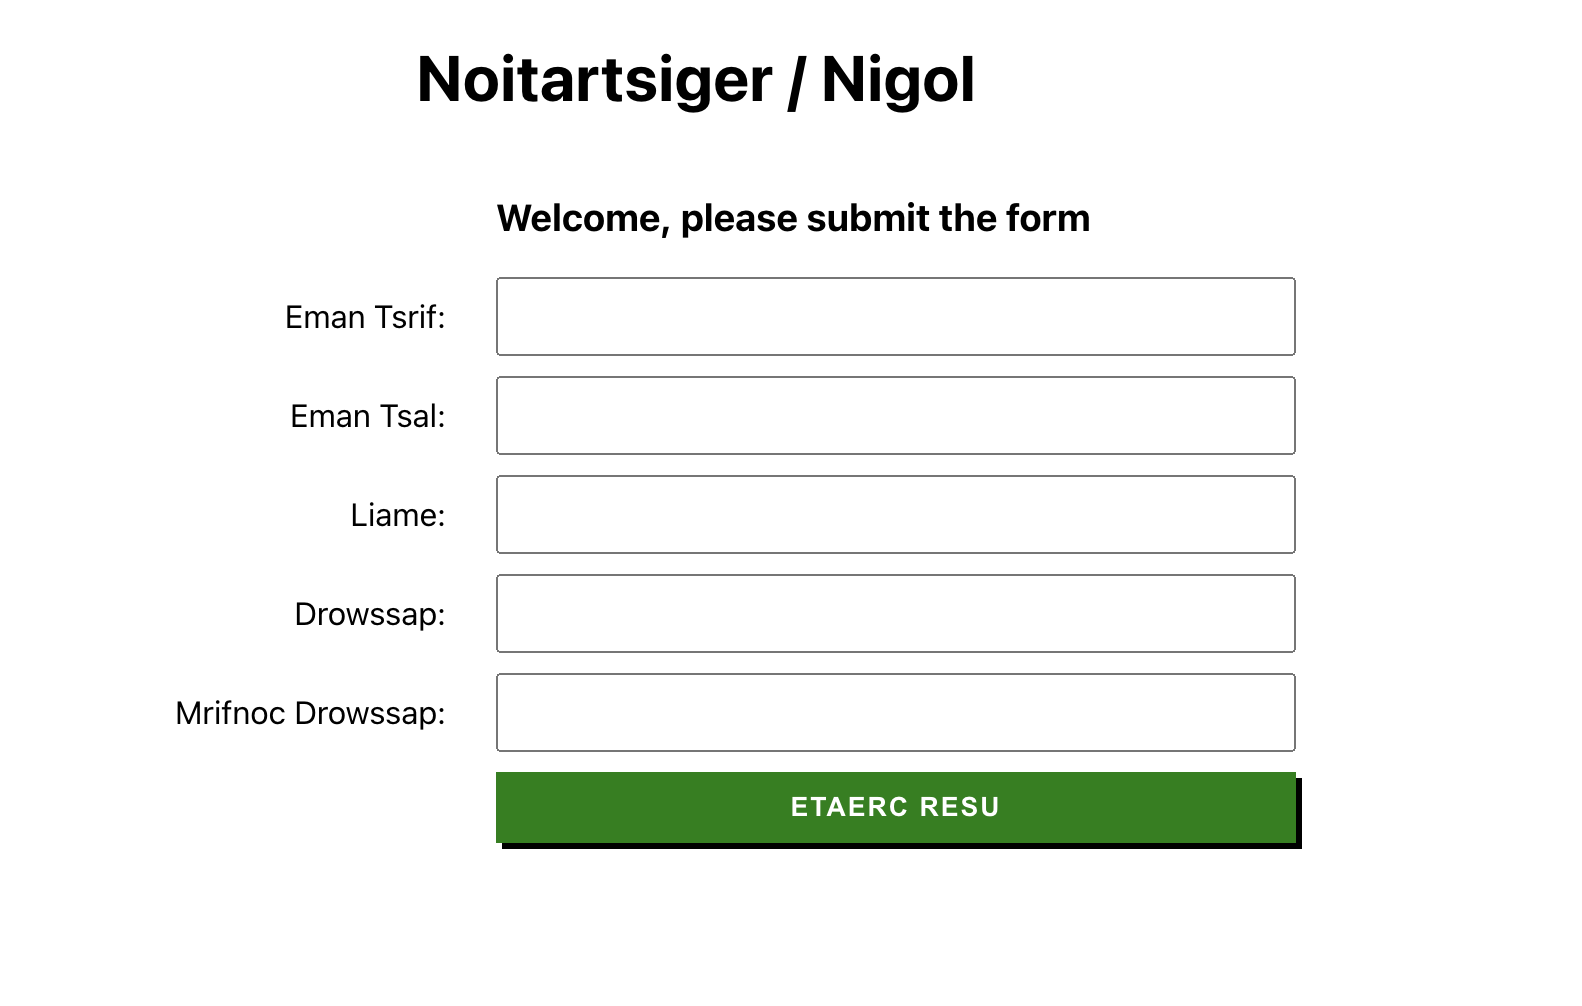 Noitartsiger / Nigol
Welcome, please submit the form
Eman Tsrif:
Eman Tsal:
Liame:
Drowssap:
Mrifnoc Drowssap:
ETAERC RESU